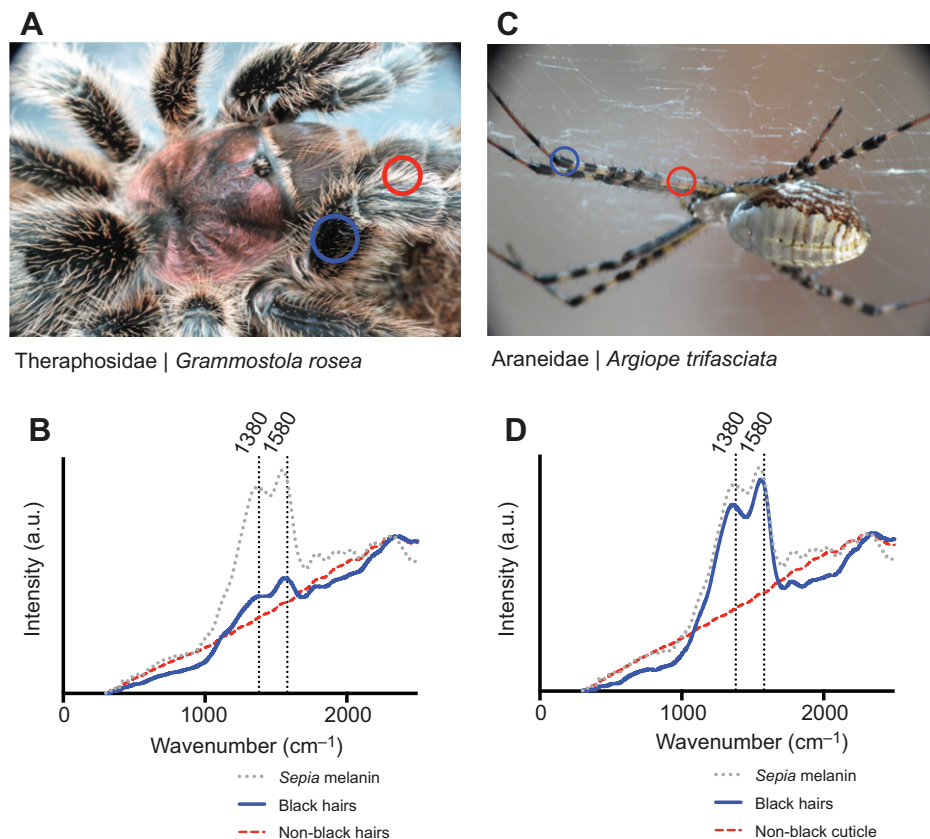 A
Theraphosidae | Grammostola rosea
B
1380
1580
Intensity (a.u.)
0
1000
2000
Wavenumber (cm⁻¹)
Sepia melanin
Black hairs
Non-black hairs
C
Araneidae | Argiope trifasciata
D
1380
1580
Intensity (a.u.)
0
1000
2000
Wavenumber (cm⁻¹)
Sepia melanin
Black hairs
Non-black cuticle